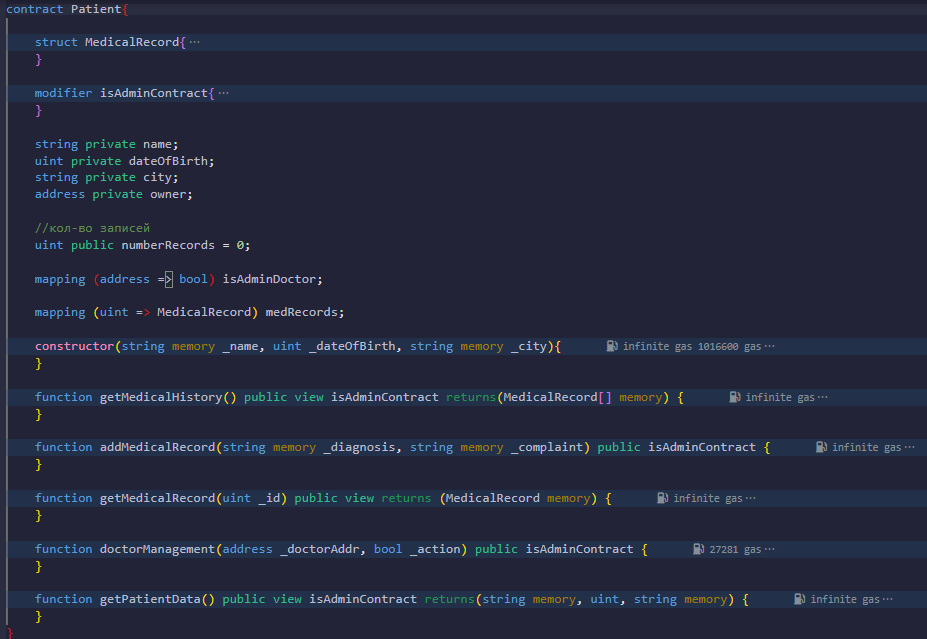 contract Patient{
struct MedicalRecord{ ···
}
modifier isAdminContract{ ···
}
string private name;
uint private dateOfBirth;
string private city;
address private owner;
//кол-во записей
uint public numberRecords = 0;
mapping (address => bool) isAdminDoctor;
mapping (uint => MedicalRecord) medRecords;
constructor(string memory _name, uint _dateOfBirth, string memory _city){ infinite gas 1016600 gas ···
}
function getMedicalHistory() public view isAdminContract returns(MedicalRecord[] memory) { infinite gas ···
}
function addMedicalRecord(string memory _diagnosis, string memory _complaint) public isAdminContract { infinite gas ···
}
function getMedicalRecord(uint _id) public view returns (MedicalRecord memory) { infinite gas ···
}
function doctorManagement(address _doctorAddr, bool _action) public isAdminContract { 27281 gas ···
}
function getPatientData() public view isAdminContract returns(string memory, uint, string memory) { infinite gas ···
}
}